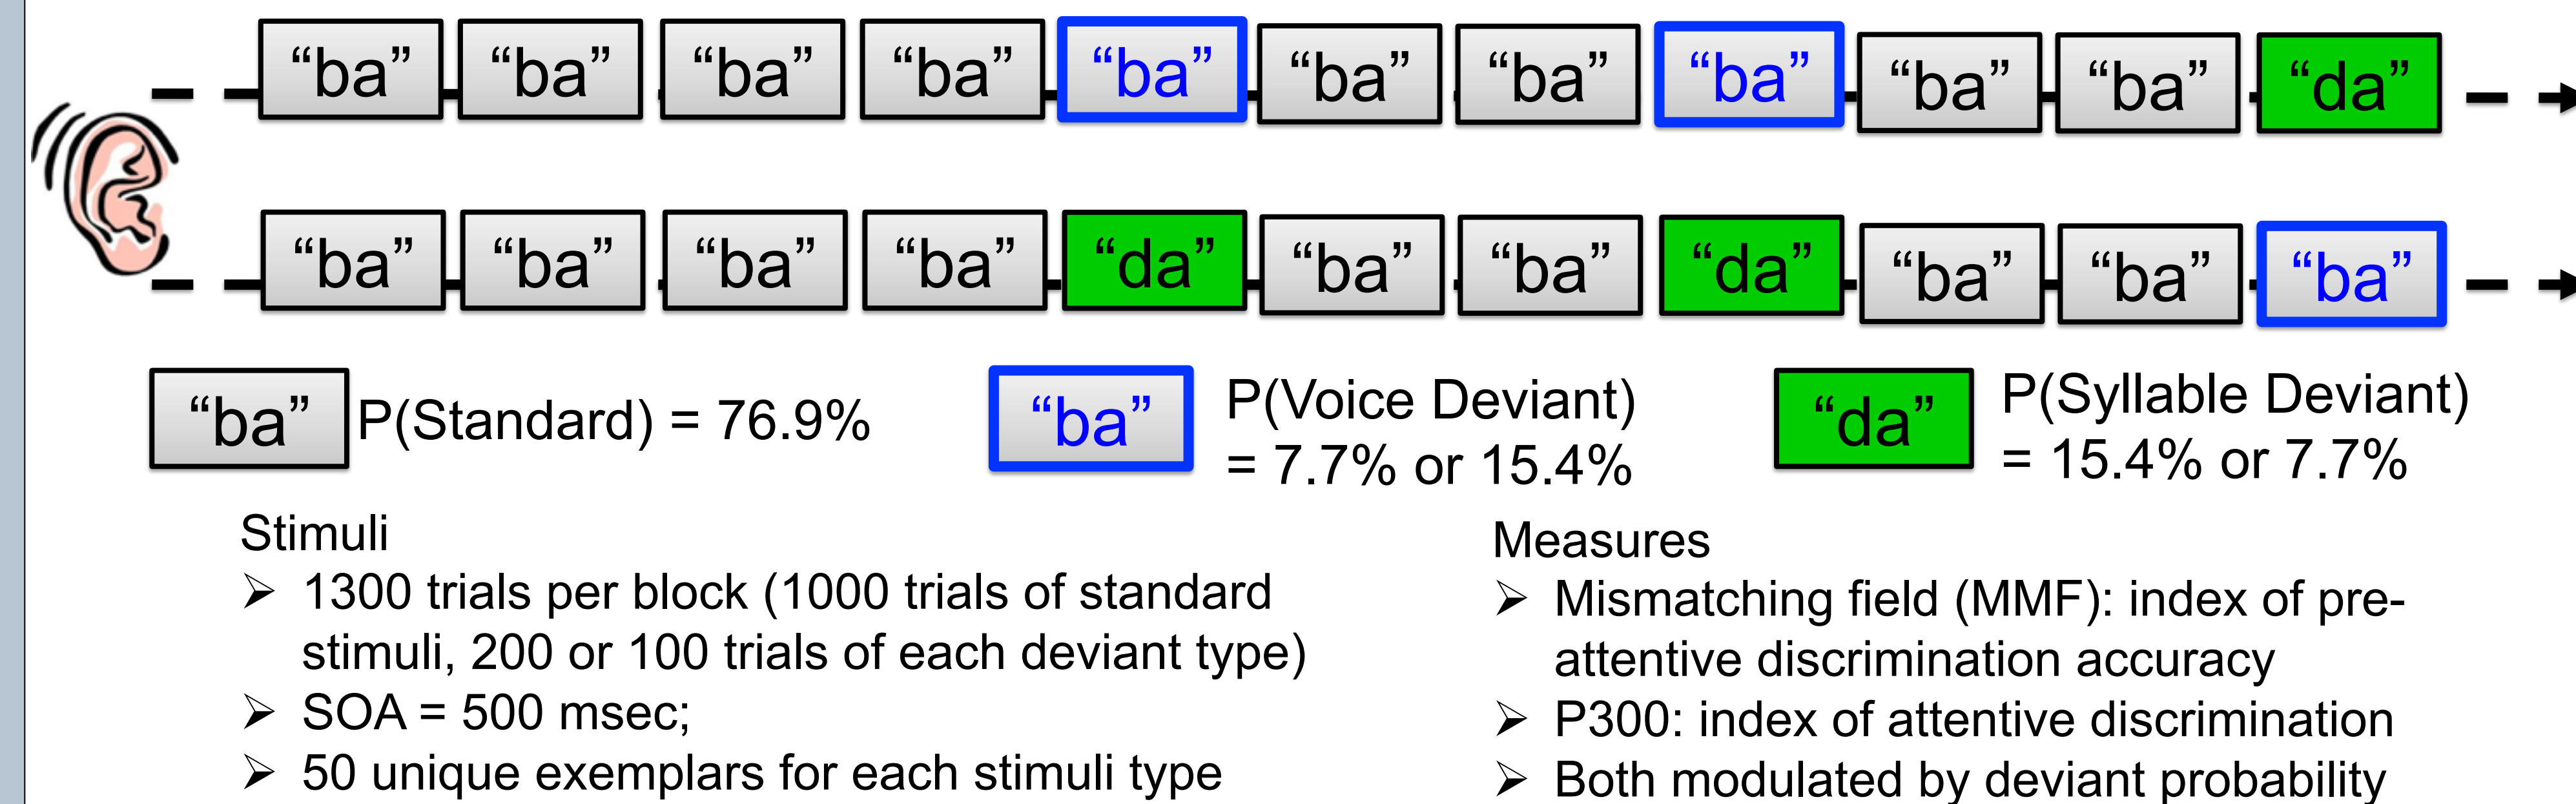 “ba” “ba” “ba” “ba” “ba” “ba” “ba” “ba” “ba” “ba” “da”
“ba” “ba” “ba” “ba” “da” “ba” “ba” “da” “ba” “ba” “ba”
“ba” P(Standard) = 76.9%
“ba” P(Voice Deviant)
= 7.7% or 15.4%
“da” P(Syllable Deviant)
= 15.4% or 7.7%
Stimuli
➢ 1300 trials per block (1000 trials of standard
stimuli, 200 or 100 trials of each deviant type)
➢ SOA = 500 msec;
➢ 50 unique exemplars for each stimuli type
Measures
➢ Mismatching field (MMF): index of pre-
attentive discrimination accuracy
➢ P300: index of attentive discrimination
➢ Both modulated by deviant probability